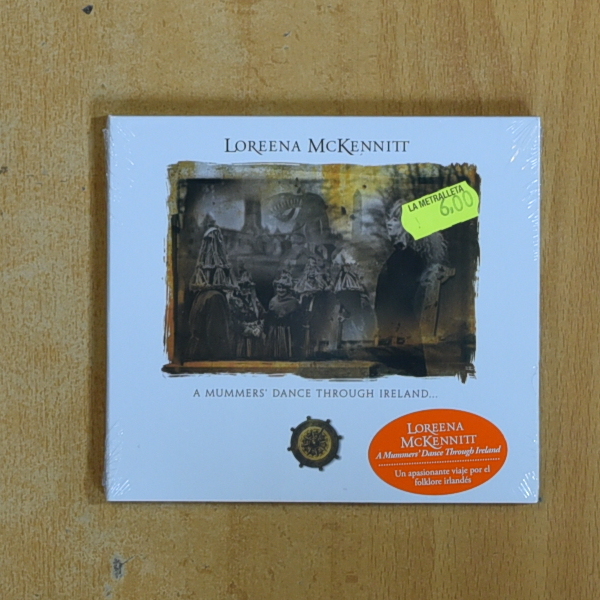 LOREENA MCKENNITT
LA METRALLETA
6,00
A MUMMERS' DANCE THROUGH IRELAND...
LOREENA
MCKENNITT
A Mummers' Dance Through Ireland
Un apasionante viaje por el
folklore irlandés